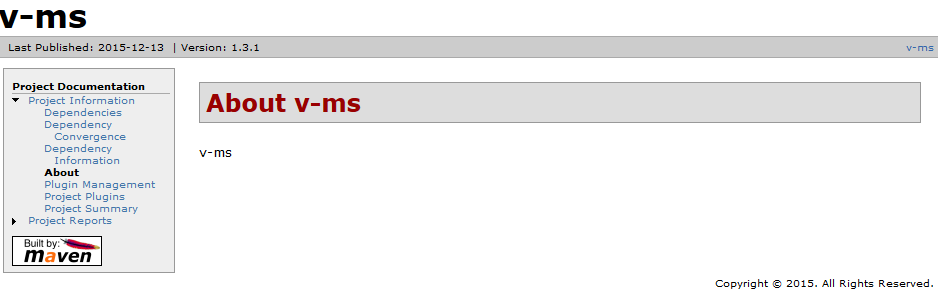 v-ms
Last Published: 2015-12-13 | Version: 1.3.1
v-ms
Project Documentation
Project Information
Dependencies
Dependency
Convergence
Dependency
Information
About
Plugin Management
Project Plugins
Project Summary
Project Reports
Built by:
maven
About v-ms
v-ms
Copyright © 2015. All Rights Reserved.